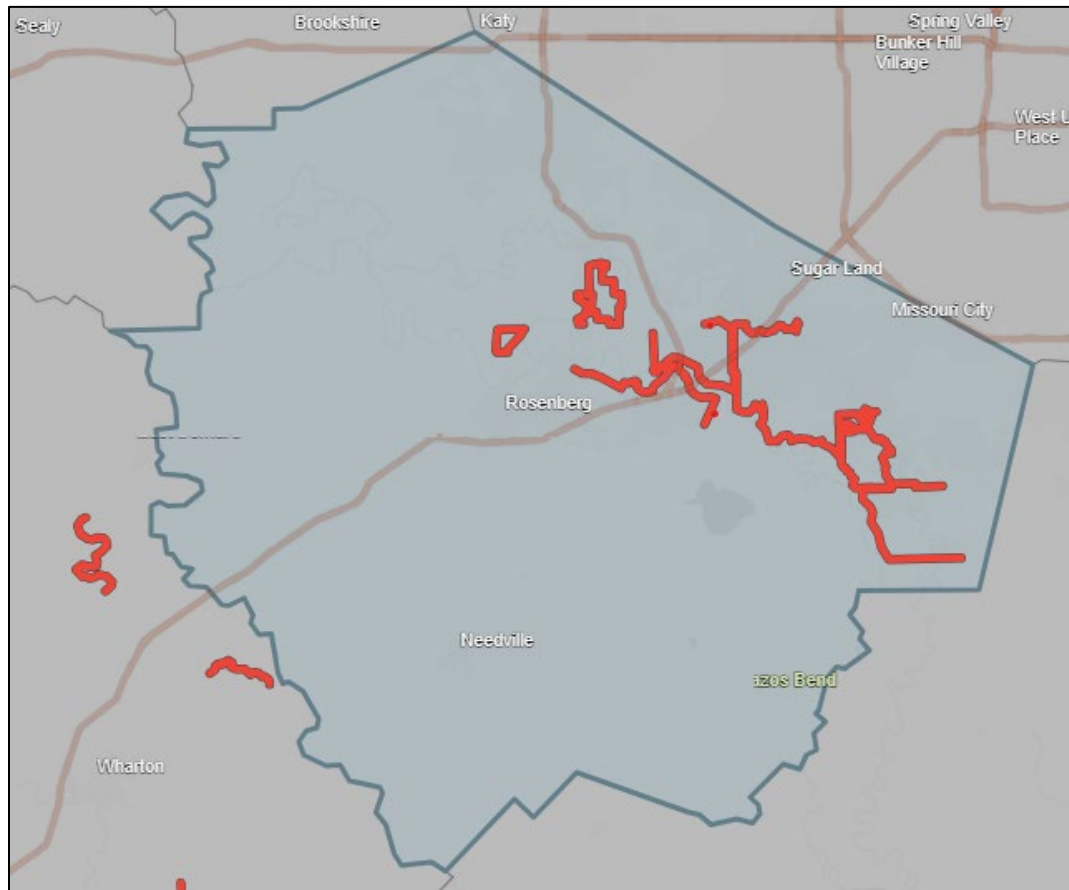 Sealy
Brookshire
Katy
Spring Valley
Bunker Hill
Village
West U
Place
Sugar Land
Missouri City
Rosenberg
Needville
azos Bend
Wharton